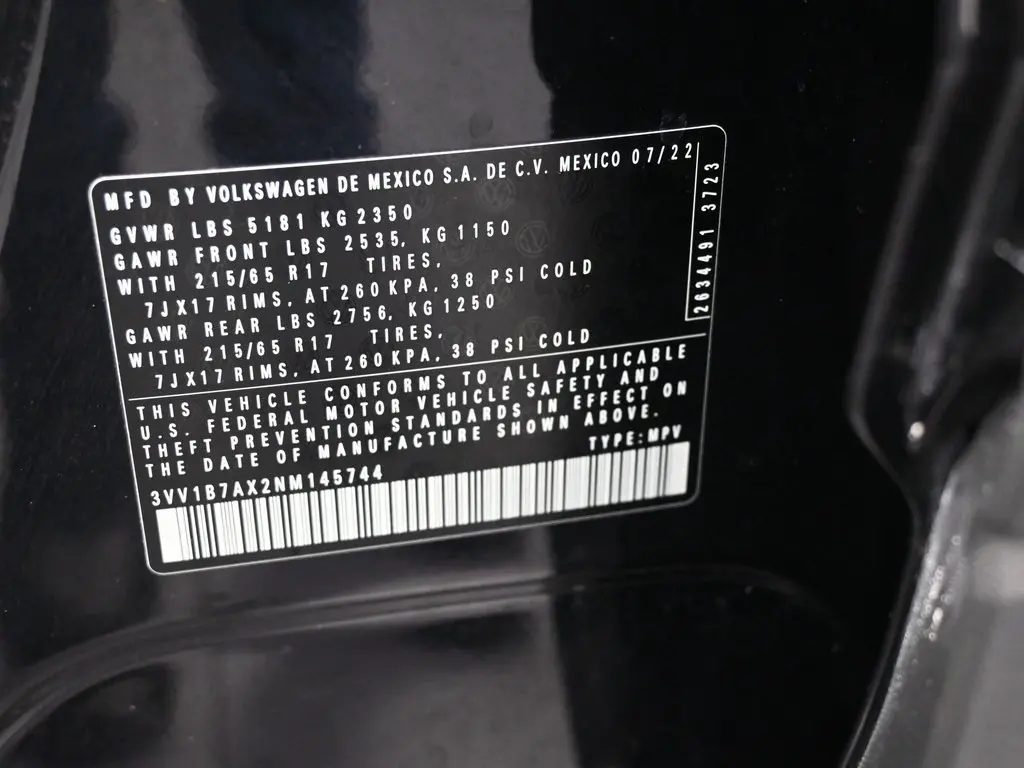 MFD BY VOLKSWAGEN DE MEXICO S.A. DE C.V. MEXICO 07/22
GVWR LBS 5181 KG 2350
GAWR FRONT LBS 2535, KG 1150
WITH 215/65 R17 TIRES,
7JX17 RIMS, AT 260 KPA, 38 PSI COLD
GAWR REAR LBS 2756, KG 1250
WITH 215/65 R17 TIRES,
7JX17 RIMS, AT 260 KPA, 38 PSI COLD
2634491 3723
THIS VEHICLE CONFORMS TO ALL APPLICABLE
U.S. FEDERAL MOTOR VEHICLE SAFETY AND
THEFT PREVENTION STANDARDS IN EFFECT ON
THE DATE OF MANUFACTURE SHOWN ABOVE.
TYPE:MPV
3VV1B7AX2NM145744